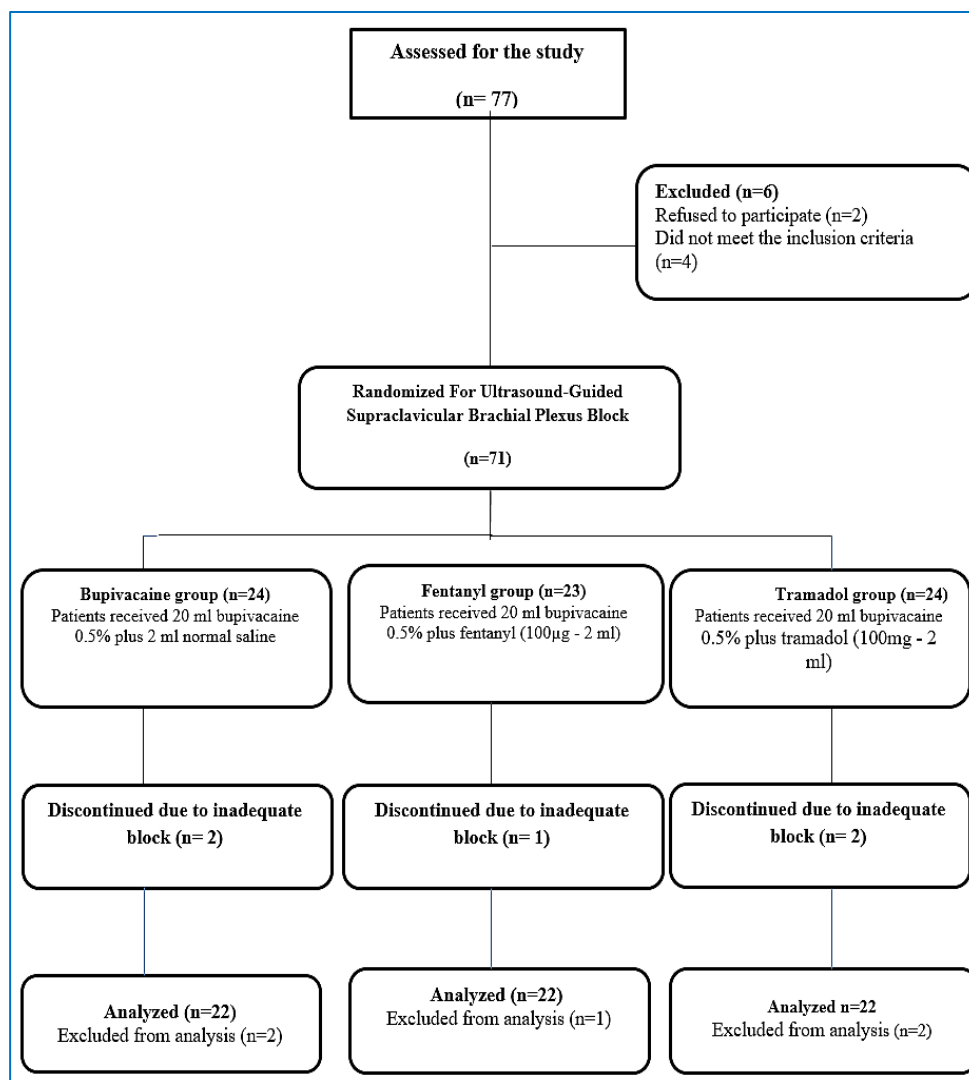 Assessed for the study
(n= 77)
Excluded (n=6)
Refused to participate (n=2)
Did not meet the inclusion criteria
(n=4)
Randomized For Ultrasound-Guided
Supraclavicular Brachial Plexus Block
(n=71)
Bupivacaine group (n=24)
Patients received 20 ml bupivacaine
0.5% plus 2 ml normal saline
Fentanyl group (n=23)
Patients received 20 ml bupivacaine
0.5% plus fentanyl (100µg - 2 ml)
Tramadol group (n=24)
Patients received 20 ml bupivacaine
0.5% plus tramadol (100mg - 2
ml)
Discontinued due to inadequate
block (n= 2)
Discontinued due to inadequate
block (n= 1)
Discontinued due to inadequate
block (n= 2)
Analyzed (n=22)
Excluded from analysis (n=2)
Analyzed (n=22)
Excluded from analysis (n=1)
Analyzed n=22
Excluded from analysis (n=2)